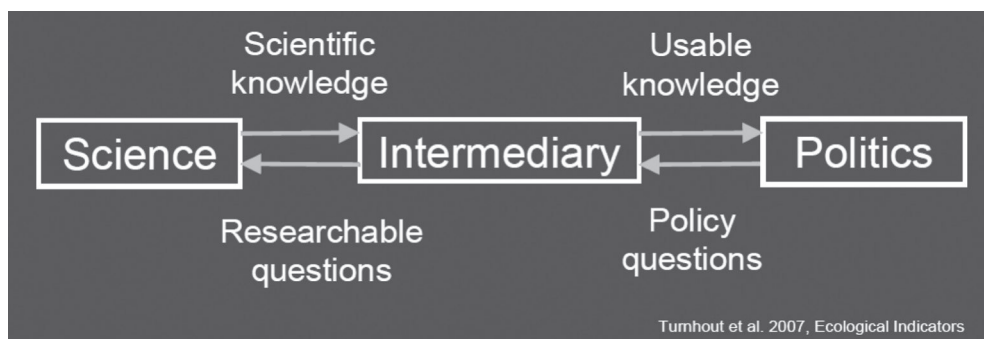 Scientific
knowledge
Usable
knowledge
Science
Intermediary
Politics
Researchable
questions
Policy
questions
Turnhout et al. 2007, Ecological Indicators